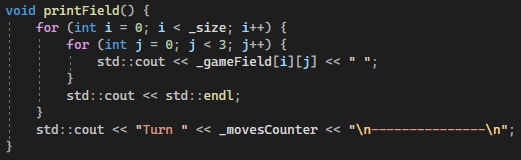 void printField() {
    for (int i = 0; i < _size; i++) {
        for (int j = 0; j < 3; j++) {
            std::cout << _gameField[i][j] << " ";
        }
        std::cout << std::endl;
    }
    std::cout << "Turn " << _movesCounter << "\n---------------\n";
}